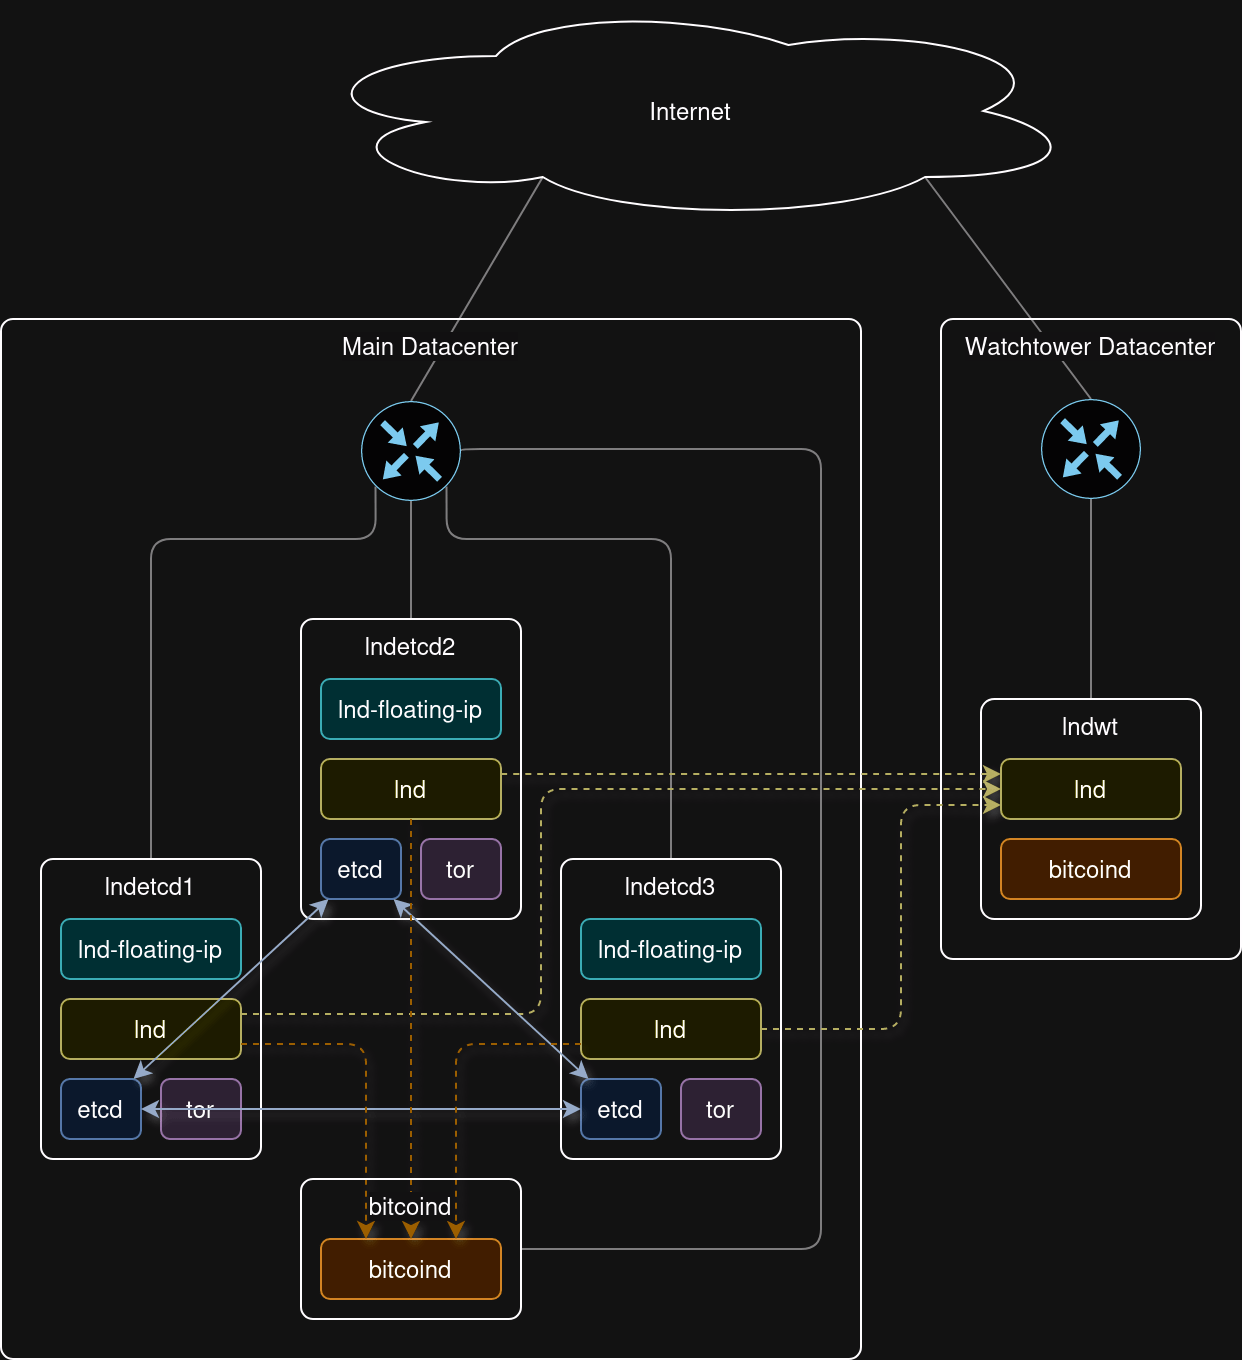 Internet
Main Datacenter
Watchtower Datacenter
lndetcd2
lnd-floating-ip
lnd
etcd
tor
lndwt
lnd
bitcoind
lndetcd1
lnd-floating-ip
lnd
etcd
tor
lndetcd3
lnd-floating-ip
lnd
etcd
tor
bitcoind
bitcoind